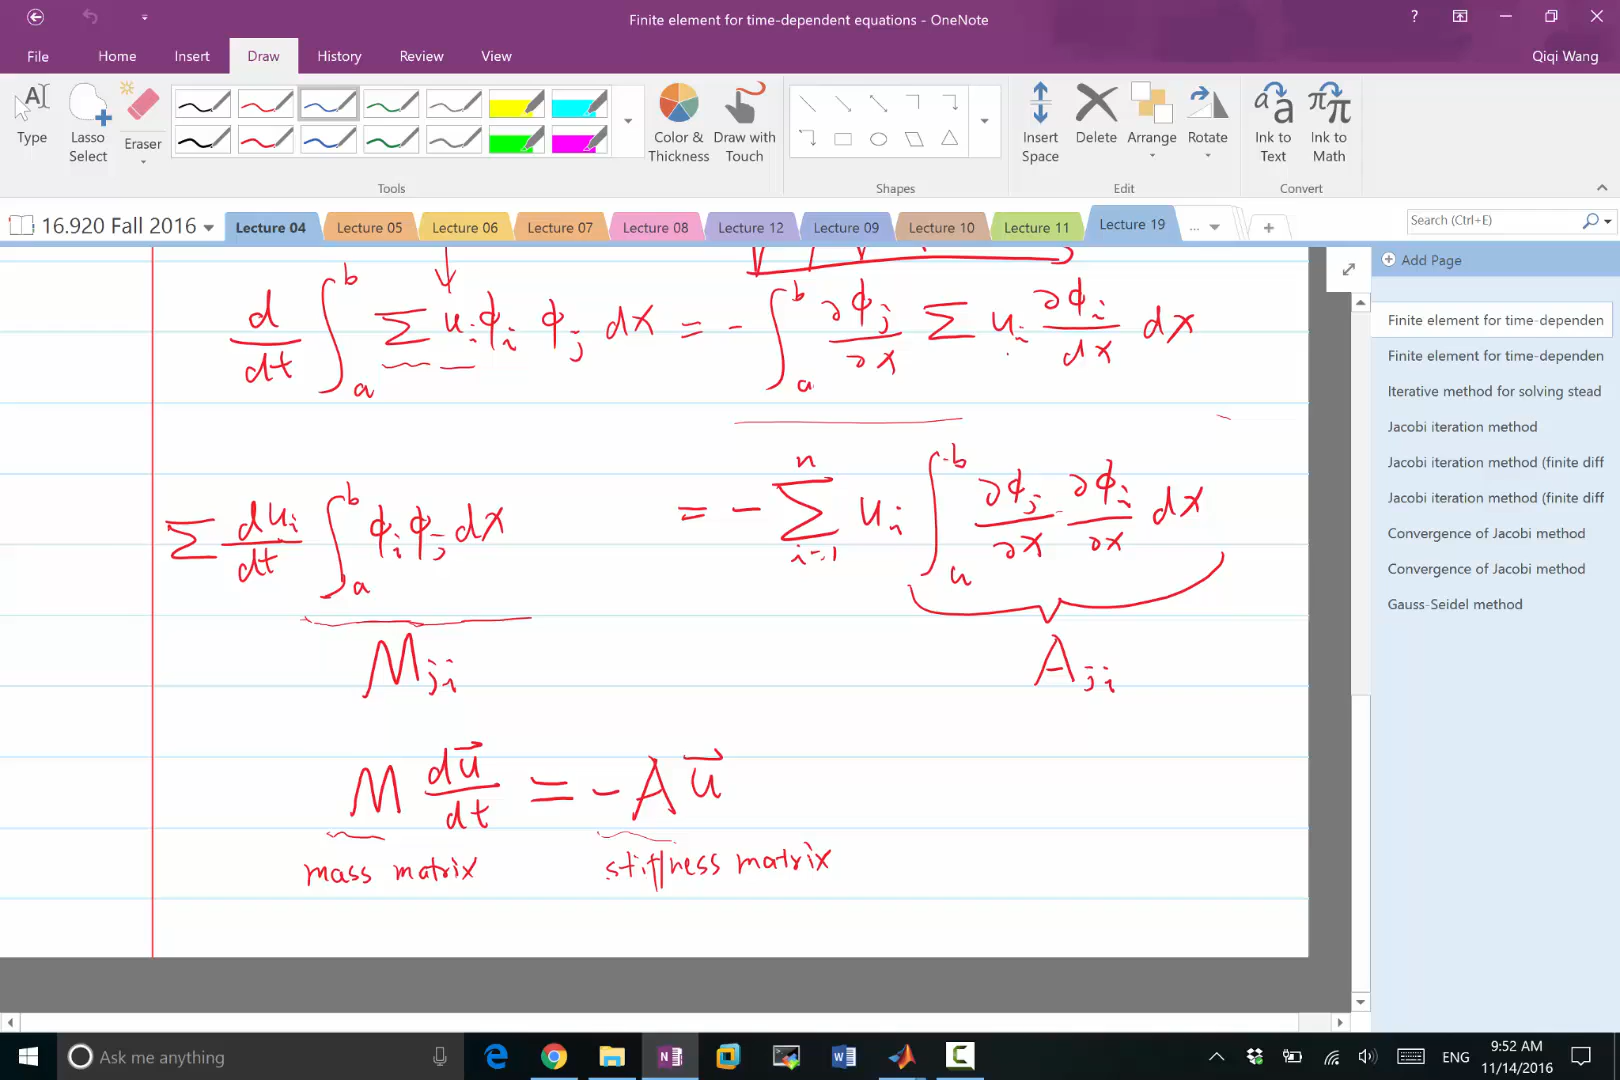 Finite element for time-dependent equations - OneNote
?
File Home Insert Draw History Review View Qiqi Wang
Type Lasso Select Eraser Color & Thickness Draw with Touch Insert Space Delete Arrange Rotate Ink to Text Ink to Math
Tools Shapes Edit Convert
16.920 Fall 2016 Lecture 04 Lecture 05 Lecture 06 Lecture 07 Lecture 08 Lecture 12 Lecture 09 Lecture 10 Lecture 11 Lecture 19 ... + Search (Ctrl+E)
Add Page
Finite element for time-dependen
Finite element for time-dependen
Iterative method for solving stead
Jacobi iteration method
Jacobi iteration method (finite diff
Jacobi iteration method (finite diff
Convergence of Jacobi method
Convergence of Jacobi method
Gauss-Seidel method
d/dt ∫_a^b Σ u_i ϕ_i ϕ_j dx = - ∫_a^b ∂ϕ_j/∂x Σ u_i ∂ϕ_i/dx dx
Σ du_i/dt ∫_a^b ϕ_i ϕ_j dx = - Σ_{i=1}^n u_i ∫_a^b ∂ϕ_j/∂x ∂ϕ_i/∂x dx
M_ji A_ji
M du⃗/dt = -A u⃗
mass matrix stiffness matrix
Ask me anything
ENG
9:52 AM
11/14/2016